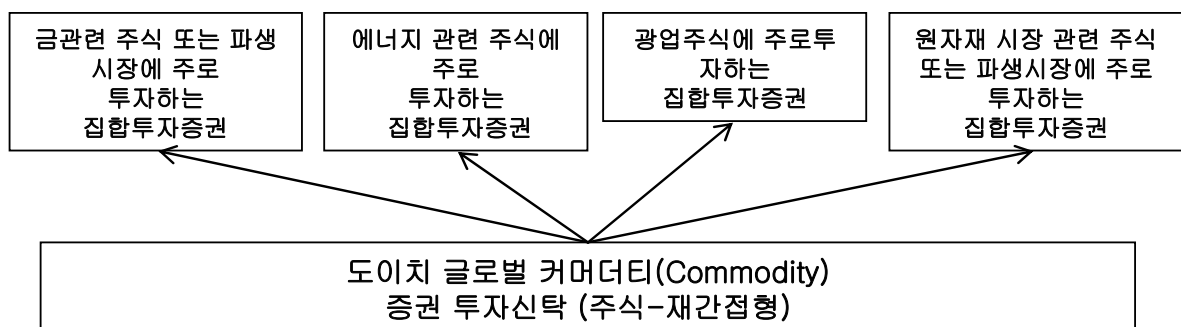 금관련 주식 또는 파생
시장에 주로
투자하는
집합투자증권
에너지 관련 주식에
주로
투자하는
집합투자증권
광업주식에 주로투
자하는
집합투자증권
원자재 시장 관련 주식
또는 파생시장에 주로
투자하는
집합투자증권
도이치 글로벌 커머더티(Commodity)
증권 투자신탁 (주식-재간접형)